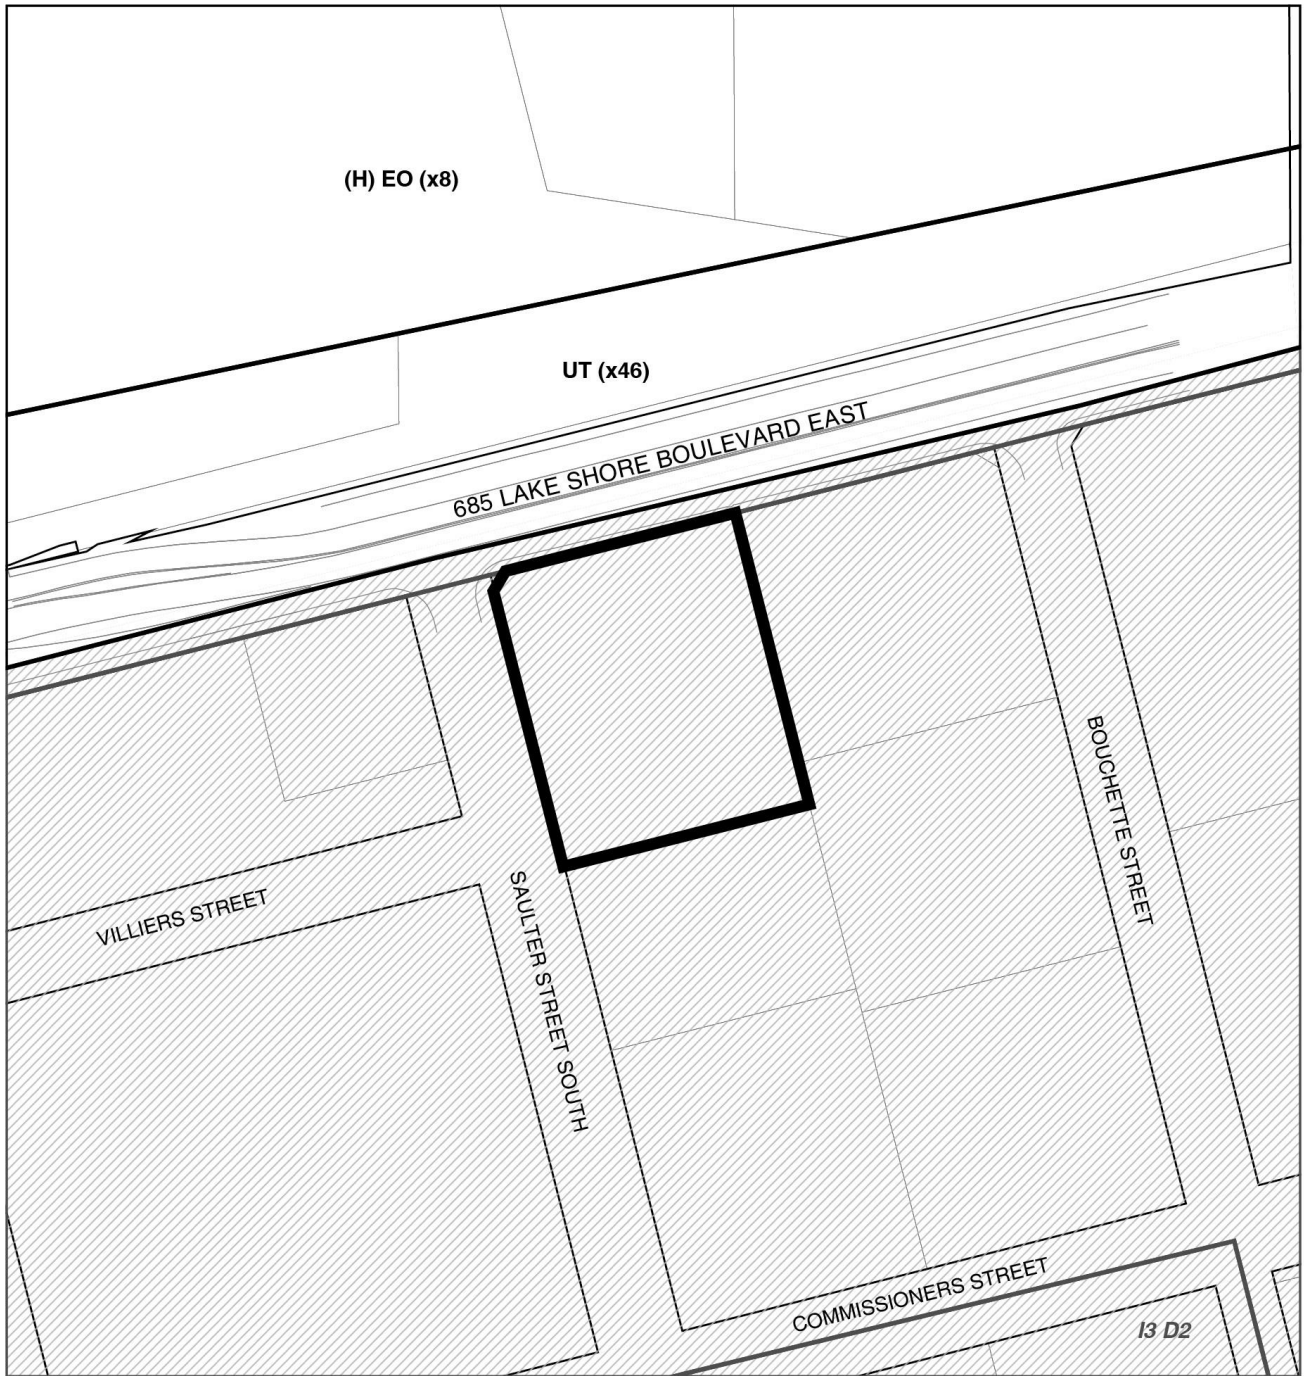 (H) EO (x8)
UT (x46)
685 LAKE SHORE BOULEVARD EAST
BOUCHETTE STREET
VILLIERS STREET
SAULTER STREET SOUTH
COMMISSIONERS STREET
I3 D2